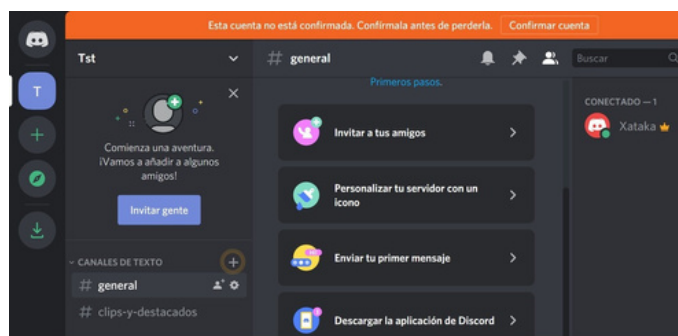 Esta cuenta no está confirmada. Confírmala antes de perderla.
Confirmar cuenta
Tst
general
Buscar
T
Comienza una aventura.
¡Vamos a añadir a algunos
amigos!
Invitar gente
CANALES DE TEXTO
general
clips-y-destacados
Primeros pasos.
Invitar a tus amigos
Personalizar tu servidor con un
icono
Enviar tu primer mensaje
Descargar la aplicación de Discord
CONECTADO — 1
Xataka